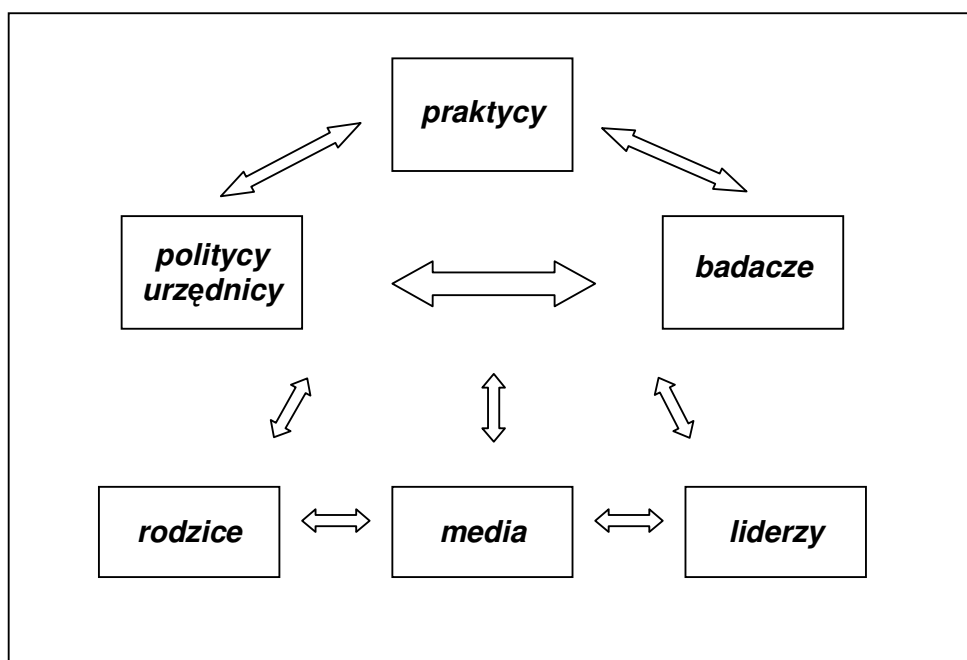 praktycy
politycy
urzędnicy
badacze
rodzice
media
liderzy